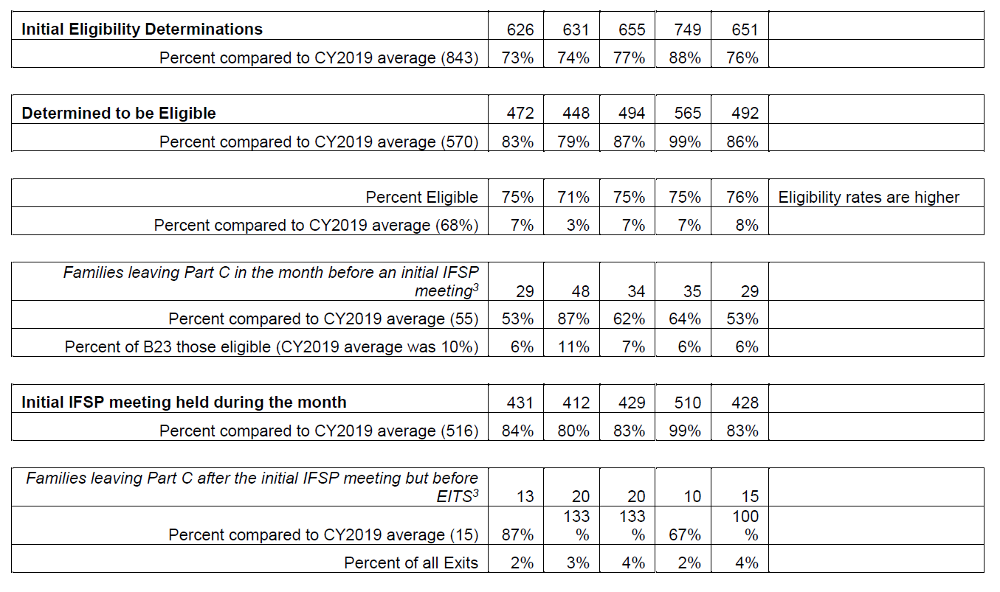 Initial Eligibility Determinations 626 631 655 749 651
Percent compared to CY2019 average (843) 73% 74% 77% 88% 76%
Determined to be Eligible 472 448 494 565 492
Percent compared to CY2019 average (570) 83% 79% 87% 99% 86%
Percent Eligible 75% 71% 75% 75% 76% Eligibility rates are higher
Percent compared to CY2019 average (68%) 7% 3% 7% 7% 8%
Families leaving Part C in the month before an initial IFSP
meeting3 29 48 34 35 29
Percent compared to CY2019 average (55) 53% 87% 62% 64% 53%
Percent of B23 those eligible (CY2019 average was 10%) 6% 11% 7% 6% 6%
Initial IFSP meeting held during the month 431 412 429 510 428
Percent compared to CY2019 average (516) 84% 80% 83% 99% 83%
Families leaving Part C after the initial IFSP meeting but before
EITS3 13 20 20 10 15
133 133 100
Percent compared to CY2019 average (15) 87% % % 67% %
Percent of all Exits 2% 3% 4% 2% 4%